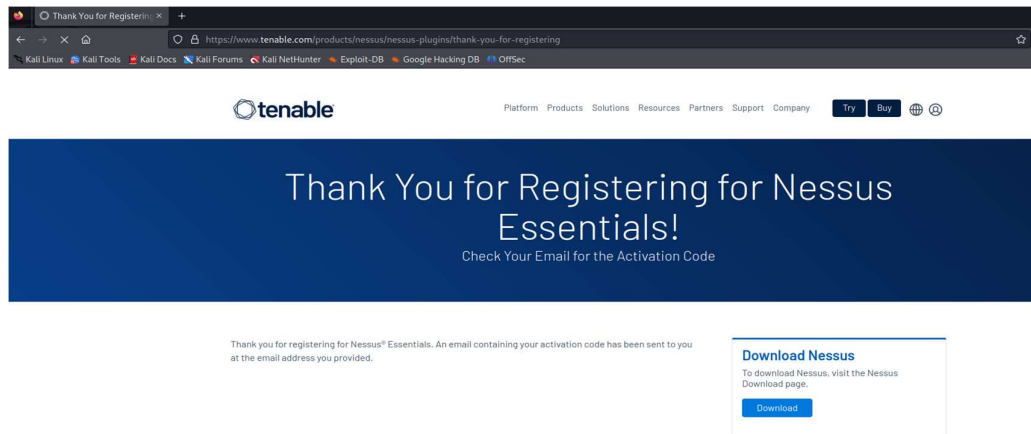 Thank You for Registering
https://www.tenable.com/products/nessus/nessus-plugins/thank-you-for-registering
Kali Linux Kali Tools Kali Docs Kali Forums Kali NetHunter Exploit-DB Google Hacking DB OffSec
tenable
Platform Products Solutions Resources Partners Support Company Try Buy
Thank You for Registering for Nessus
Essentials!
Check Your Email for the Activation Code
Thank you for registering for Nessus® Essentials. An email containing your activation code has been sent to you
at the email address you provided.
Download Nessus
To download Nessus, visit the Nessus
Download page.
Download